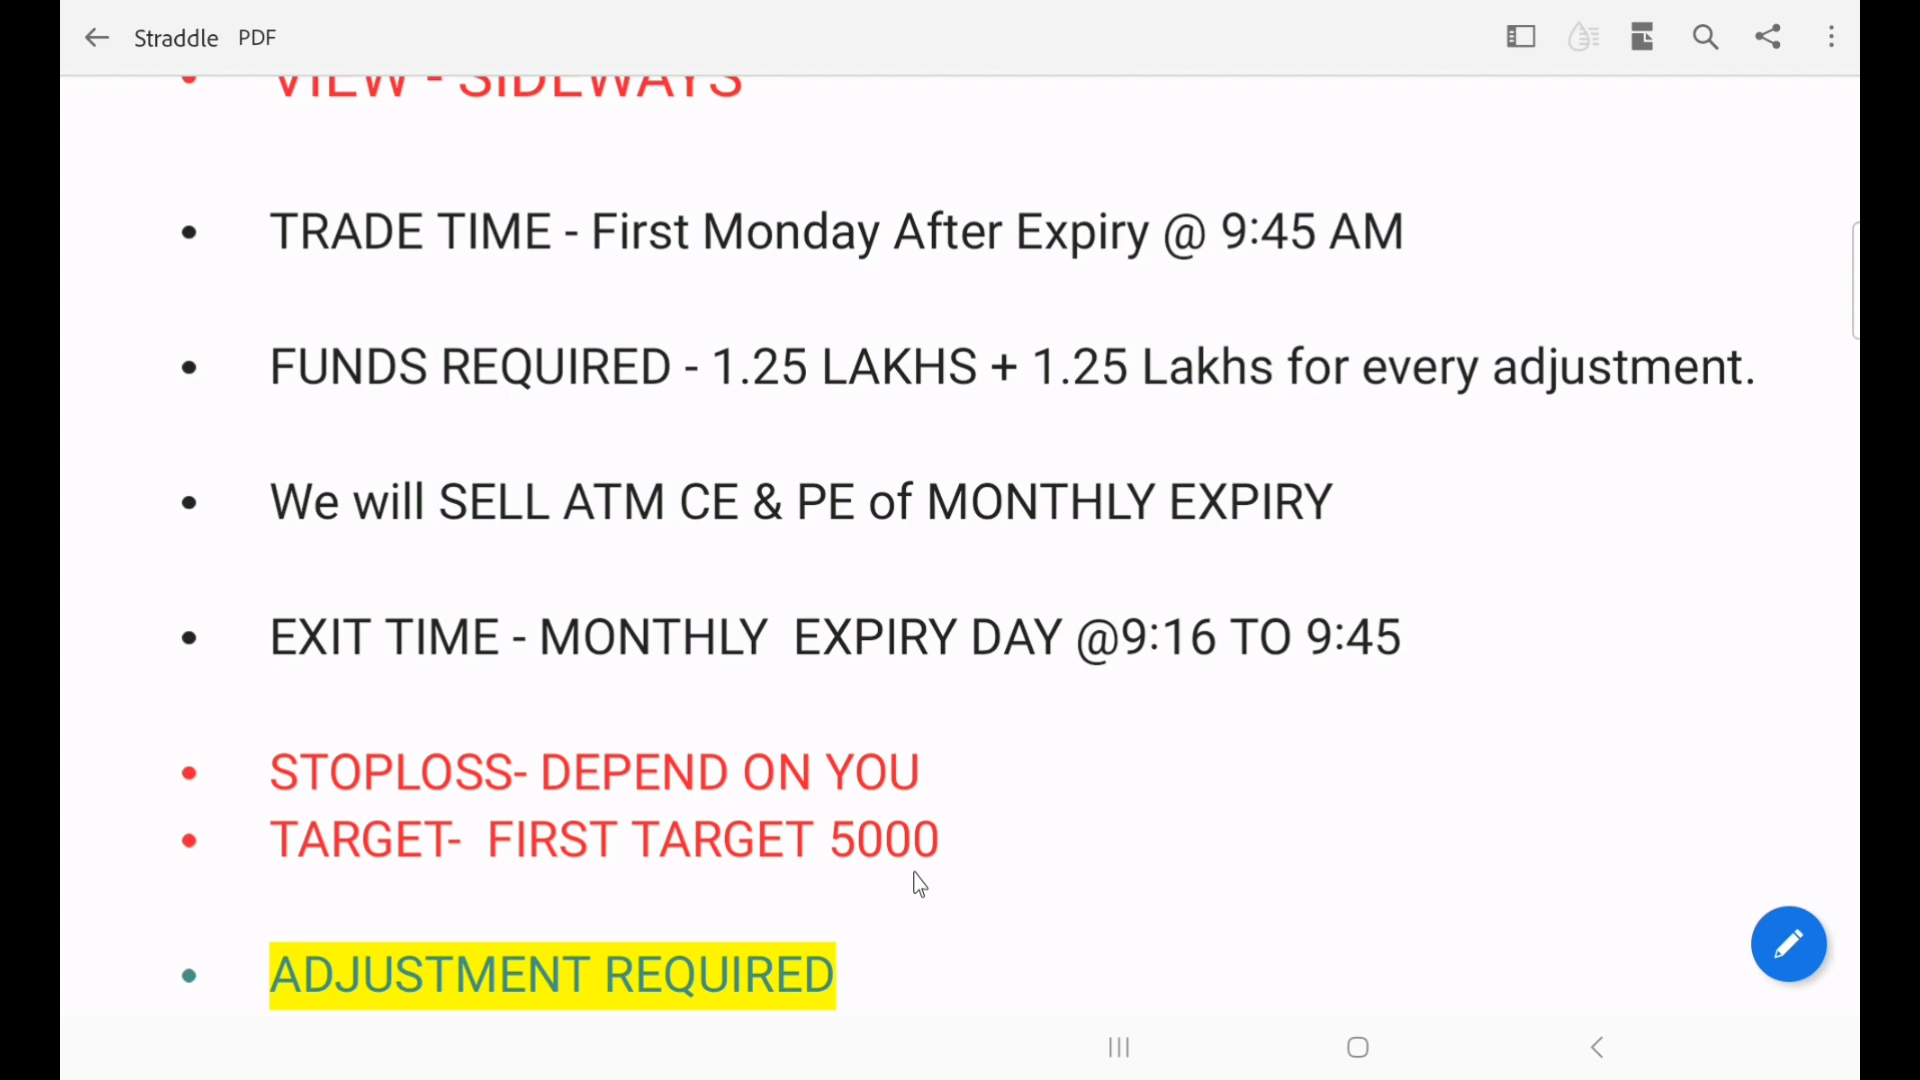 Straddle PDF
VIEW - SIDEWAYS
• TRADE TIME - First Monday After Expiry @ 9:45 AM
• FUNDS REQUIRED - 1.25 LAKHS + 1.25 Lakhs for every adjustment.
• We will SELL ATM CE & PE of MONTHLY EXPIRY
• EXIT TIME - MONTHLY EXPIRY DAY @9:16 TO 9:45
• STOPLOSS- DEPEND ON YOU
• TARGET- FIRST TARGET 5000
• ADJUSTMENT REQUIRED